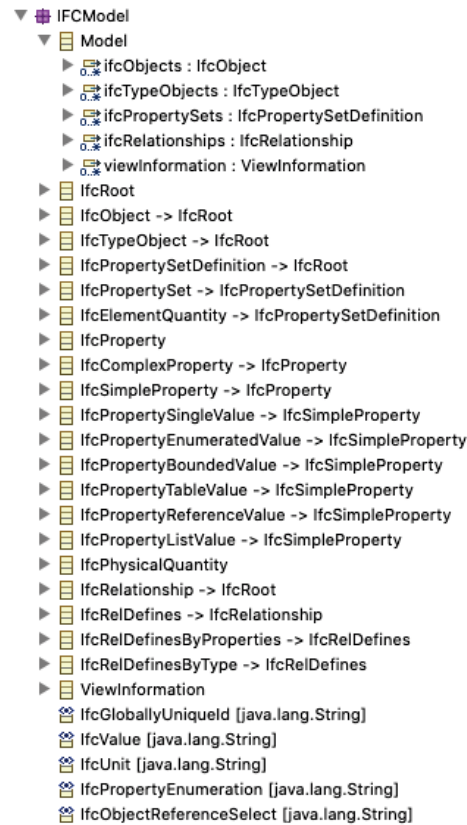 IFCModel
Model
ifcObjects : IfcObject
ifcTypeObjects : IfcTypeObject
ifcPropertySets : IfcPropertySetDefinition
ifcRelationships : IfcRelationship
viewInformation : ViewInformation
IfcRoot
IfcObject -> IfcRoot
IfcTypeObject -> IfcRoot
IfcPropertySetDefinition -> IfcRoot
IfcPropertySet -> IfcPropertySetDefinition
IfcElementQuantity -> IfcPropertySetDefinition
IfcProperty
IfcComplexProperty -> IfcProperty
IfcSimpleProperty -> IfcProperty
IfcPropertySingleValue -> IfcSimpleProperty
IfcPropertyEnumeratedValue -> IfcSimpleProperty
IfcPropertyBoundedValue -> IfcSimpleProperty
IfcPropertyTableValue -> IfcSimpleProperty
IfcPropertyReferenceValue -> IfcSimpleProperty
IfcPropertyListValue -> IfcSimpleProperty
IfcPhysicalQuantity
IfcRelationship -> IfcRoot
IfcRelDefines -> IfcRelationship
IfcRelDefinesByProperties -> IfcRelDefines
IfcRelDefinesByType -> IfcRelDefines
ViewInformation
IfcGloballyUniqueId [java.lang.String]
IfcValue [java.lang.String]
IfcUnit [java.lang.String]
IfcPropertyEnumeration [java.lang.String]
IfcObjectReferenceSelect [java.lang.String]